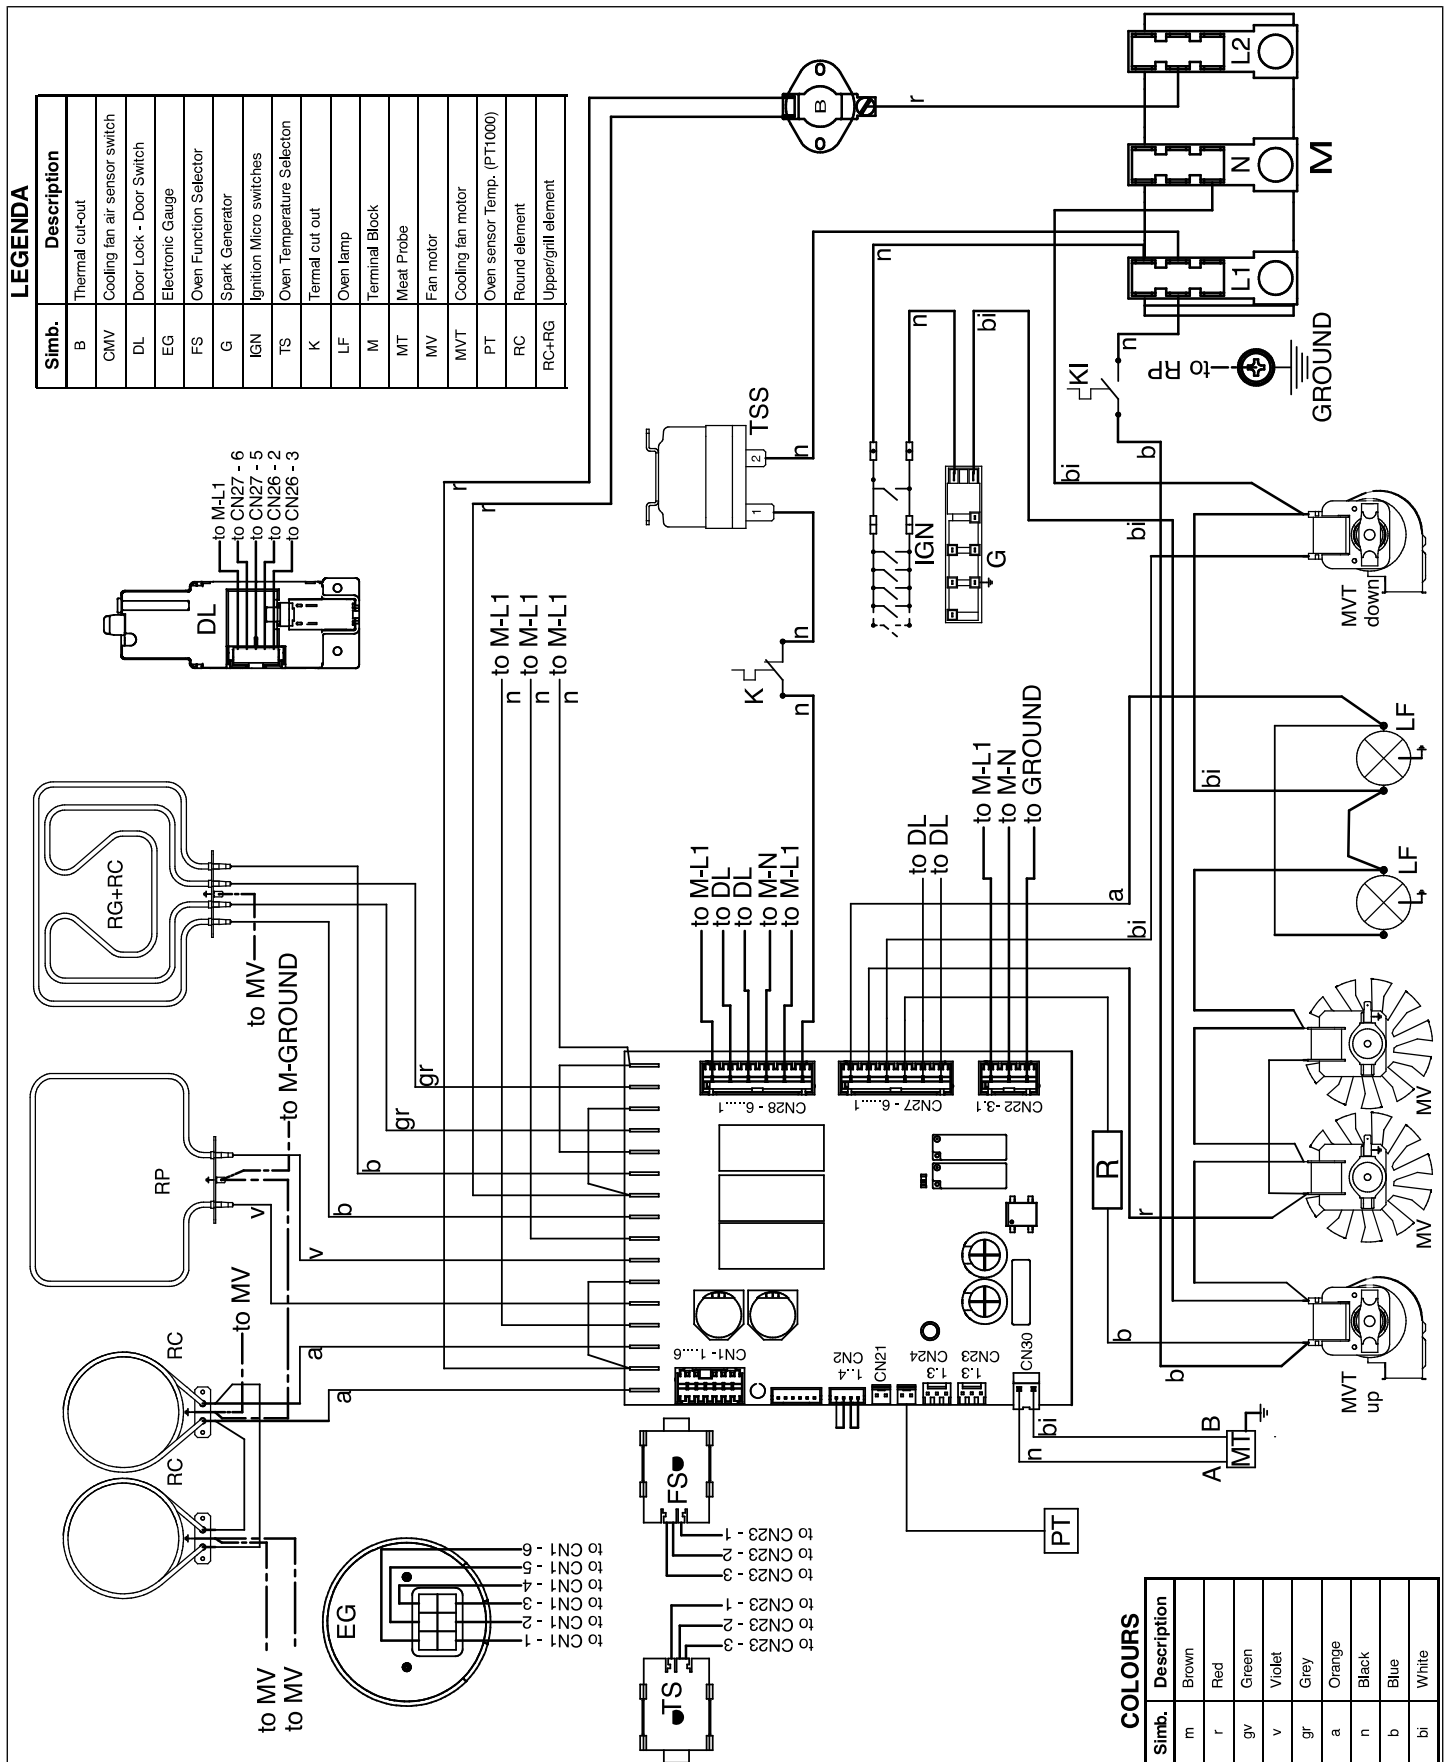 LEGENDA
Simb. Description
B Thermal cut-out
CMV Cooling fan air sensor switch
DL Door Lock - Door Switch
EG Electronic Gauge
FS Oven Function Selector
G Spark Generator
IGN Ignition Micro switches
TS Oven Temperature Selecton
K Termal cut out
LF Oven lamp
M Terminal Block
MT Meat Probe
MV Fan motor
MVT Cooling fan motor
PT Oven sensor Temp. (PT1000)
RC Round element
RC+RG Upper/grill element
B
r
L2
N
L1
M
n
n
bi
n
KI
to RP
GROUND
b
bi
bi
TSS
1
2
n
n
K
n
IGN
G
DL
to M-L1
to CN27 - 6
to CN27 - 5
to CN26 - 2
to CN26 - 3
r
r
to M-L1
to M-L1
to M-L1
n
n
n
RG+RC
to MV
to M-GROUND
RP
v
v
gr
gr
b
b
to MV
RC
RC
a
a
to MV
to MV
to M-L1
to DL
to DL
to M-N
to M-L1
to DL
to DL
to M-L1
to M-N
to GROUND
CN28 - 6.....1
CN27 - 6.....1
CN22 -3.1
CN1- 1.....6
CN2
1..4
CN21
CN24
1.3
CN23
1.3
CN30
R
a
bi
r
b
b
bi
MVT
down
LF
LF
MV
MV
MVT
up
n
bi
A
B
MT
PT
FS
to CN23 - 1
to CN23 - 2
to CN23 - 3
TS
to CN23 - 1
to CN23 - 2
to CN23 - 3
EG
to CN1 - 6
to CN1 - 5
to CN1 - 4
to CN1 - 3
to CN1 - 2
to CN1 - 1
COLOURS
Simb. Description
m Brown
r Red
gv Green
v Violet
gr Grey
a Orange
n Black
b Blue
bi White